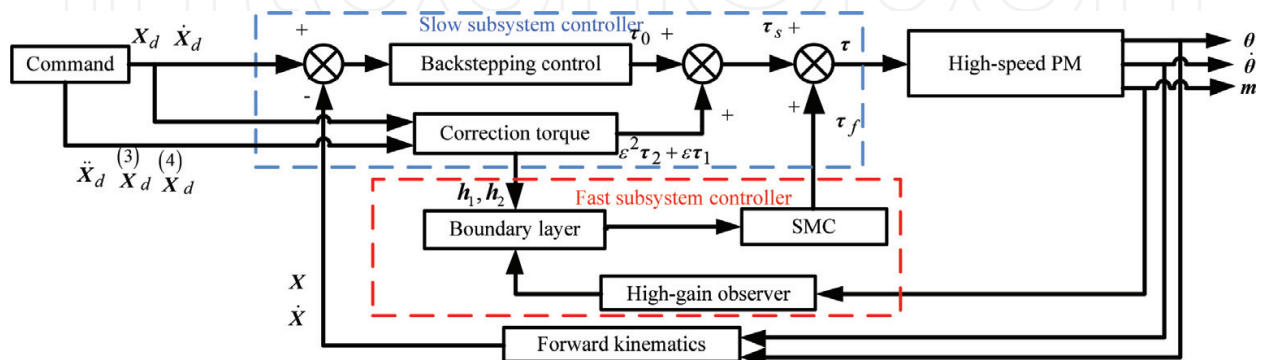 Slow subsystem controller
X_d Ẋ_d
+
τ_0 +
τ_s +
τ
θ
Command
Backstepping control
High-speed PM
θ̇
-
m
+
+
Correction torque
τ_f
ε²τ_2 + ετ_1
Ẍ_d X_d^(3) X_d^(4)
h_1, h_2
Fast subsystem controller
Boundary layer
SMC
X
High-gain observer
Ẋ
Forward kinematics